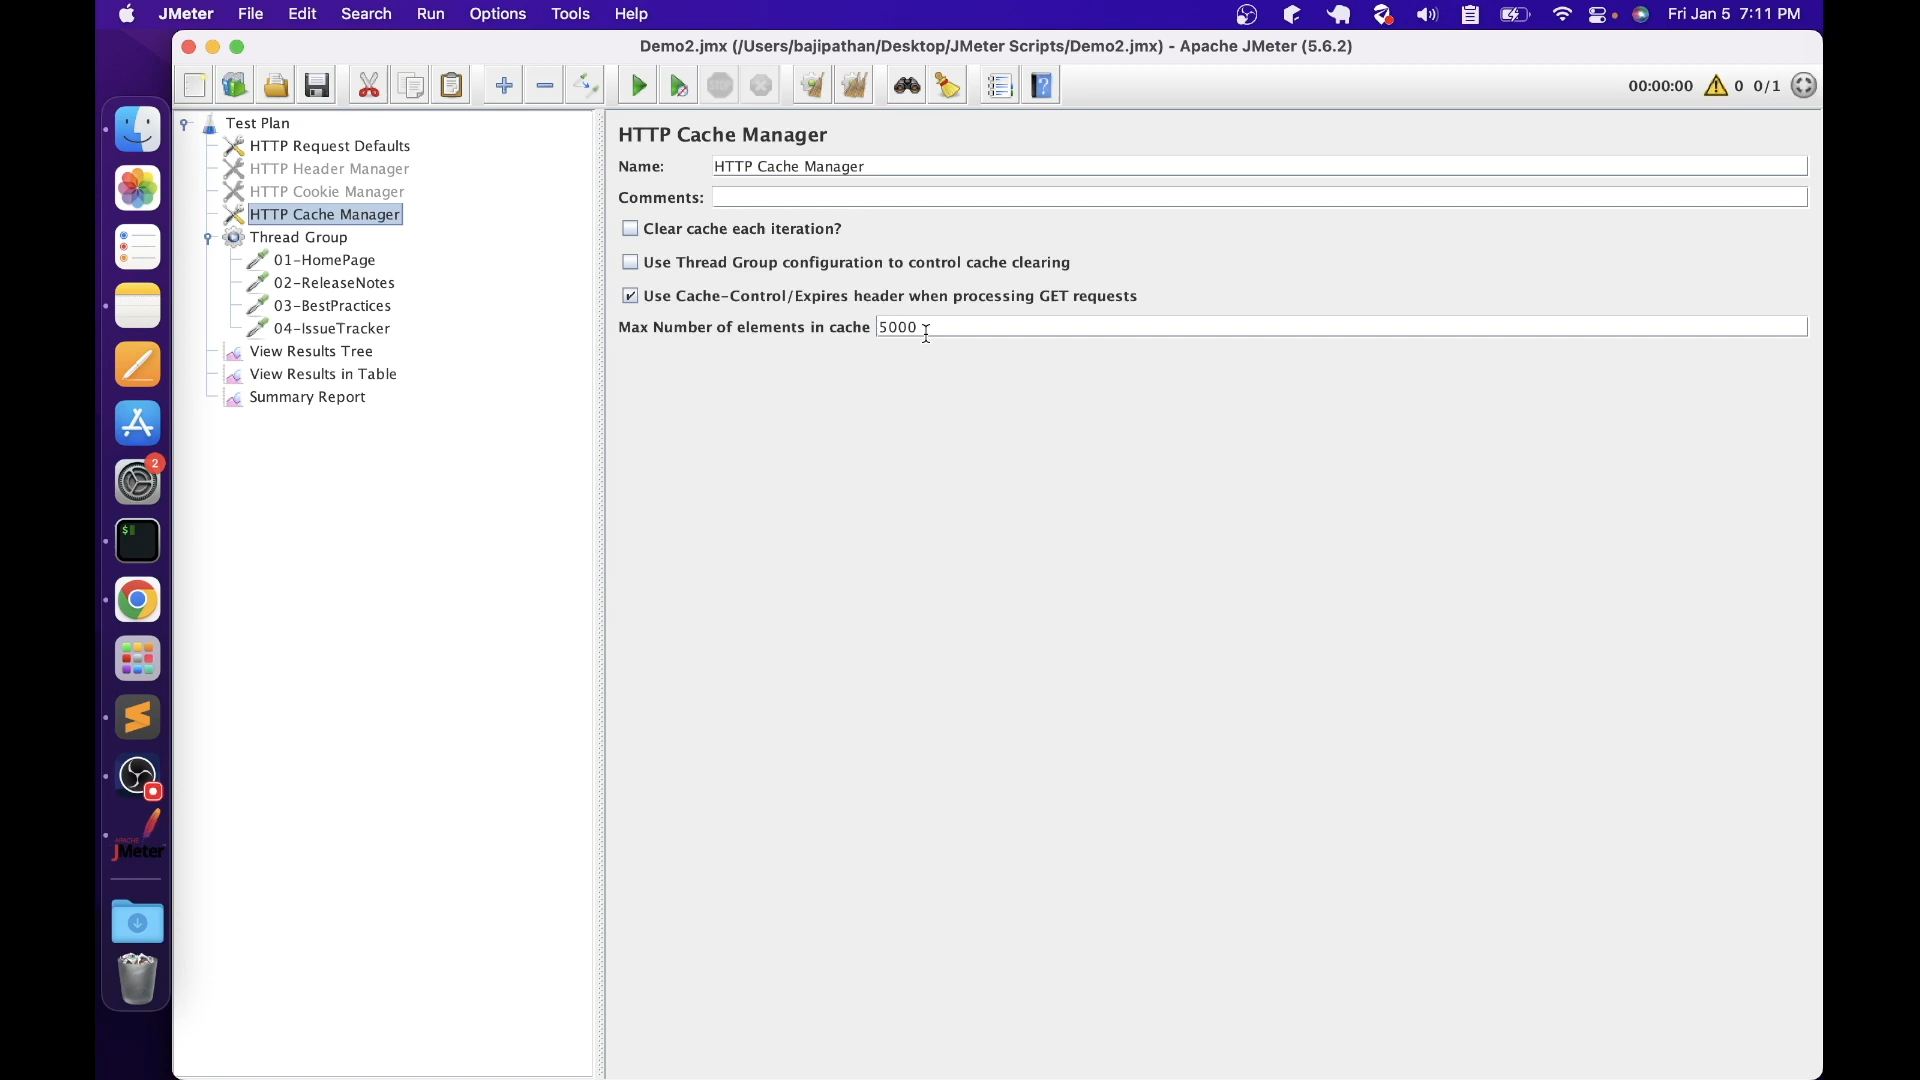 JMeter File Edit Search Run Options Tools Help Fri Jan 5 7:11 PM
Demo2.jmx (/Users/bajipathan/Desktop/JMeter Scripts/Demo2.jmx) - Apache JMeter (5.6.2)
00:00:00 0 0/1
Test Plan
HTTP Request Defaults
HTTP Header Manager
HTTP Cookie Manager
HTTP Cache Manager
Thread Group
01-HomePage
02-ReleaseNotes
03-BestPractices
04-IssueTracker
View Results Tree
View Results in Table
Summary Report
HTTP Cache Manager
Name: HTTP Cache Manager
Comments:
Clear cache each iteration?
Use Thread Group configuration to control cache clearing
Use Cache-Control/Expires header when processing GET requests
Max Number of elements in cache 5000
2
$
APACHE
JMeter